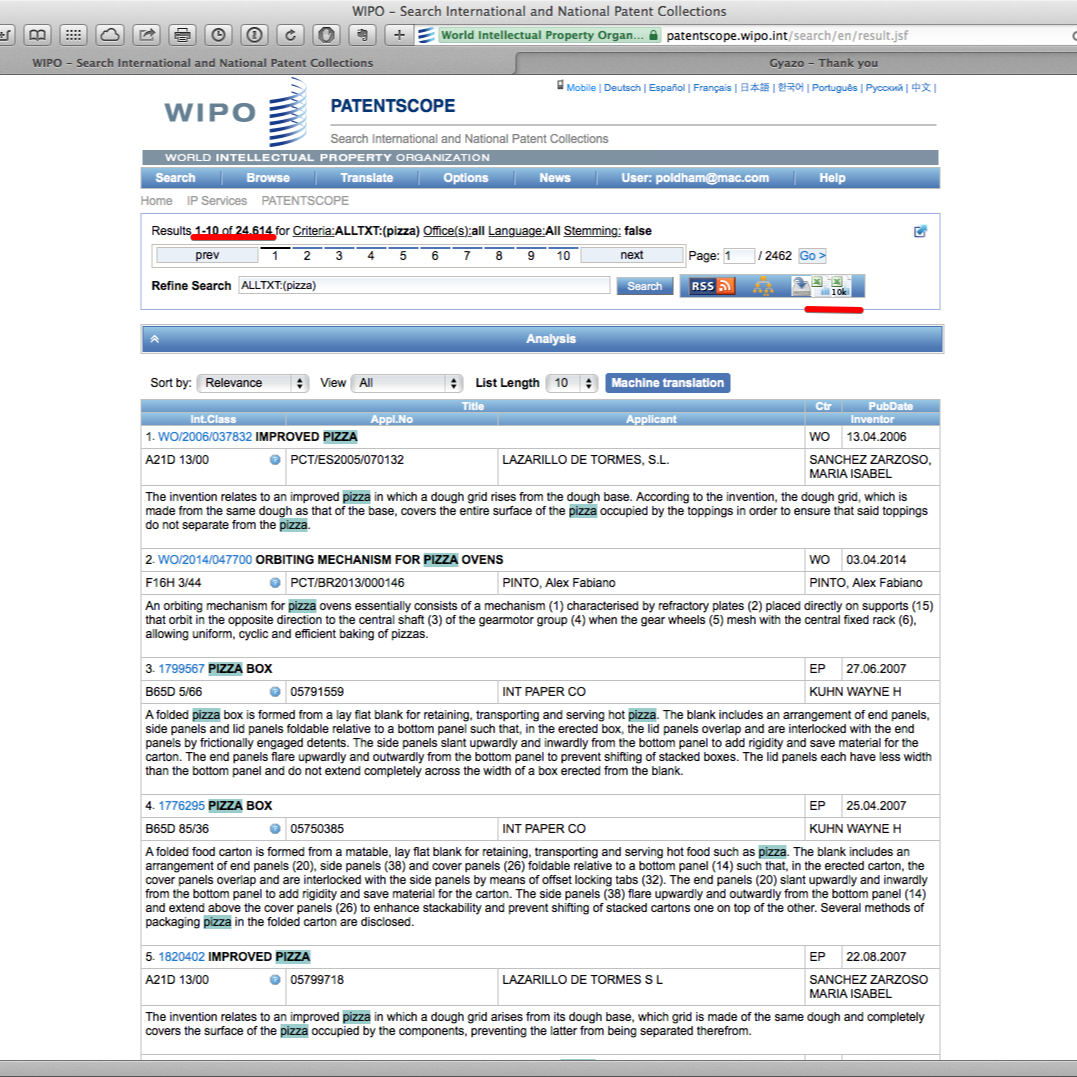 WIPO – Search International and National Patent Collections
World Intellectual Property Organ... patentscope.wipo.int/search/en/result.jsf
WIPO – Search International and National Patent Collections Gyazo – Thank you
Mobile | Deutsch | Español | Français | 日本語 | 한국어 | Português | Русский | 中文 |
WIPO PATENTSCOPE
Search International and National Patent Collections
WORLD INTELLECTUAL PROPERTY ORGANIZATION
Search Browse Translate Options News User: poldham@mac.com Help
Home IP Services PATENTSCOPE
Results 1-10 of 24,614 for Criteria:ALLTXT:(pizza) Office(s):all Language:All Stemming: false
prev 1 2 3 4 5 6 7 8 9 10 next Page: 1 / 2462 Go >
Refine Search ALLTXT:(pizza) Search RSS 10k
Analysis
Sort by: Relevance View All List Length 10 Machine translation
Title Ctr PubDate
Int.Class Appl.No Applicant Inventor
1. WO/2006/037832 IMPROVED PIZZA WO 13.04.2006
A21D 13/00 PCT/ES2005/070132 LAZARILLO DE TORMES, S.L. SANCHEZ ZARZOSO,
MARIA ISABEL
The invention relates to an improved pizza in which a dough grid rises from the dough base. According to the invention, the dough grid, which is
made from the same dough as that of the base, covers the entire surface of the pizza occupied by the toppings in order to ensure that said toppings
do not separate from the pizza.
2. WO/2014/047700 ORBITING MECHANISM FOR PIZZA OVENS WO 03.04.2014
F16H 3/44 PCT/BR2013/000146 PINTO, Alex Fabiano PINTO, Alex Fabiano
An orbiting mechanism for pizza ovens essentially consists of a mechanism (1) characterised by refractory plates (2) placed directly on supports (15)
that orbit in the opposite direction to the central shaft (3) of the gearmotor group (4) when the gear wheels (5) mesh with the central fixed rack (6),
allowing uniform, cyclic and efficient baking of pizzas.
3. 1799567 PIZZA BOX EP 27.06.2007
B65D 5/66 05791559 INT PAPER CO KUHN WAYNE H
A folded pizza box is formed from a lay flat blank for retaining, transporting and serving hot pizza. The blank includes an arrangement of end panels,
side panels and lid panels foldable relative to a bottom panel such that, in the erected box, the lid panels overlap and are interlocked with the end
panels by frictionally engaged detents. The side panels slant upwardly and inwardly from the bottom panel to add rigidity and save material for the
carton. The end panels flare upwardly and outwardly from the bottom panel to prevent shifting of stacked boxes. The lid panels each have less width
than the bottom panel and do not extend completely across the width of a box erected from the blank.
4. 1776295 PIZZA BOX EP 25.04.2007
B65D 85/36 05750385 INT PAPER CO KUHN WAYNE H
A folded food carton is formed from a matable, lay flat blank for retaining, transporting and serving hot food such as pizza. The blank includes an
arrangement of end panels (20), side panels (38) and cover panels (26) foldable relative to a bottom panel (14) such that, in the erected carton, the
cover panels overlap and are interlocked with the side panels by means of offset locking tabs (32). The end panels (20) slant upwardly and inwardly
from the bottom panel to add rigidity and save material for the carton. The side panels (38) flare upwardly and outwardly from the bottom panel (14)
and extend above the cover panels (26) to enhance stackability and prevent shifting of stacked cartons one on top of the other. Several methods of
packaging pizza in the folded carton are disclosed.
5. 1820402 IMPROVED PIZZA EP 22.08.2007
A21D 13/00 05799718 LAZARILLO DE TORMES S L SANCHEZ ZARZOSO
MARIA ISABEL
The invention relates to an improved pizza in which a dough grid arises from its dough base, which grid is made of the same dough and completely
covers the surface of the pizza occupied by the components, preventing the latter from being separated therefrom.